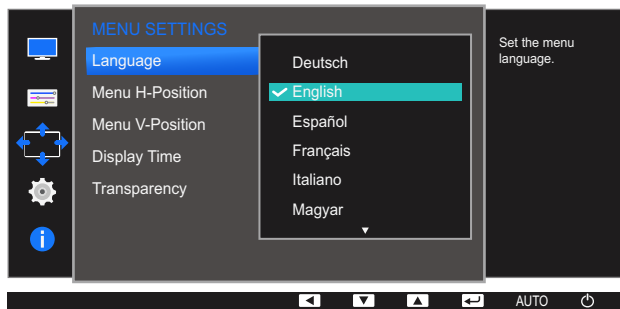 MENU SETTINGS
Language
Menu H-Position
Menu V-Position
Display Time
Transparency
Deutsch
English
Español
Français
Italiano
Magyar
Set the menu
language.
AUTO